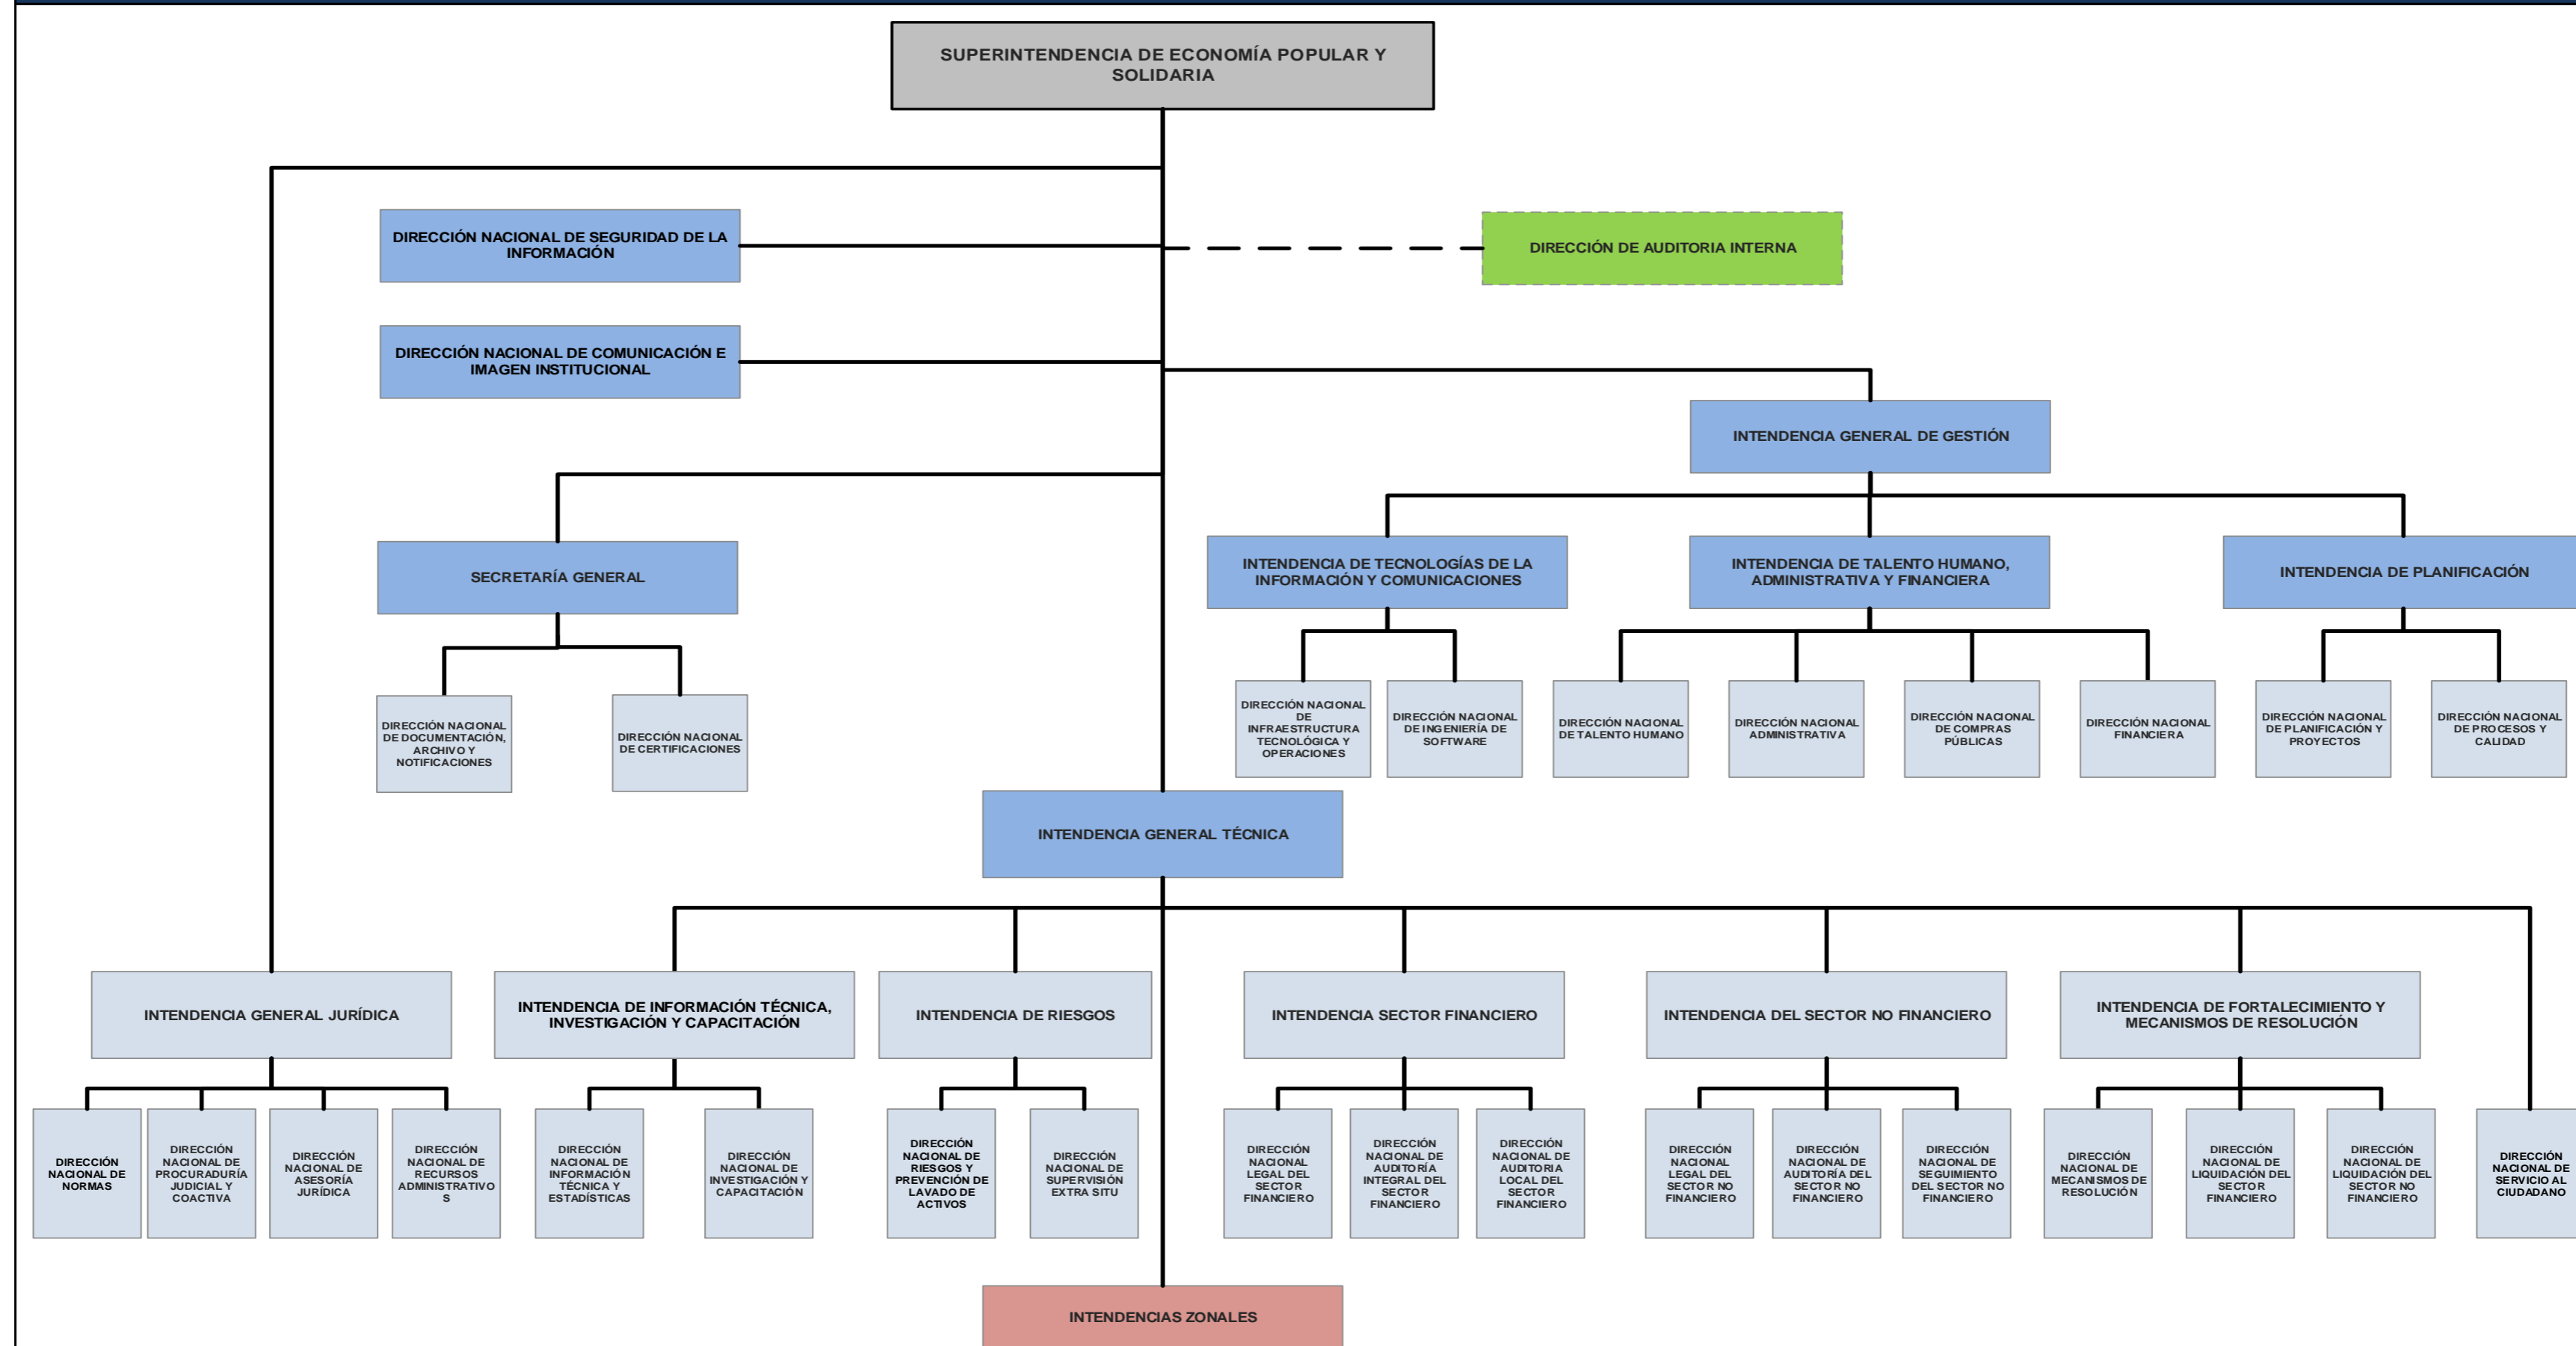 SUPERINTENDENCIA DE ECONOMÍA POPULAR Y
SOLIDARIA
DIRECCIÓN NACIONAL DE SEGURIDAD DE LA
INFORMACIÓN
DIRECCIÓN DE AUDITORIA INTERNA
DIRECCIÓN NACIONAL DE COMUNICACIÓN E
IMAGEN INSTITUCIONAL
INTENDENCIA GENERAL DE GESTIÓN
SECRETARÍA GENERAL
INTENDENCIA DE TECNOLOGÍAS DE LA
INFORMACIÓN Y COMUNICACIONES
INTENDENCIA DE TALENTO HUMANO,
ADMINISTRATIVA Y FINANCIERA
INTENDENCIA DE PLANIFICACIÓN
DIRECCIÓN NACIONAL
DE DOCUMENTACIÓN,
ARCHIVO Y
NOTIFICACIONES
DIRECCIÓN NACIONAL
DE CERTIFICACIONES
DIRECCIÓN NACIONAL
DE
INFRAESTRUCTURA
TECNOLÓGICA Y
OPERACIONES
DIRECCIÓN NACIONAL
DE INGENIERÍA DE
SOFTWARE
DIRECCIÓN NACIONAL
DE TALENTO HUMANO
DIRECCIÓN NACIONAL
ADMINISTRATIVA
DIRECCIÓN NACIONAL
DE COMPRAS
PÚBLICAS
DIRECCIÓN NACIONAL
FINANCIERA
DIRECCIÓN NACIONAL
DE PLANIFICACIÓN Y
PROYECTOS
DIRECCIÓN NACIONAL
DE PROCESOS Y
CALIDAD
INTENDENCIA GENERAL TÉCNICA
INTENDENCIA GENERAL JURÍDICA
INTENDENCIA DE INFORMACIÓN TÉCNICA,
INVESTIGACIÓN Y CAPACITACIÓN
INTENDENCIA DE RIESGOS
INTENDENCIA SECTOR FINANCIERO
INTENDENCIA DEL SECTOR NO FINANCIERO
INTENDENCIA DE FORTALECIMIENTO Y
MECANISMOS DE RESOLUCIÓN
DIRECCIÓN
NACIONAL DE
NORMAS
DIRECCIÓN
NACIONAL DE
PROCURADURÍA
JUDICIAL Y
COACTIVA
DIRECCIÓN
NACIONAL DE
ASESORÍA
JURÍDICA
DIRECCIÓN
NACIONAL DE
RECURSOS
ADMINISTRATIVO
S
DIRECCIÓN
NACIONAL DE
INFORMACIÓN
TÉCNICA Y
ESTADÍSTICAS
DIRECCIÓN
NACIONAL DE
INVESTIGACIÓN Y
CAPACITACIÓN
DIRECCIÓN
NACIONAL DE
RIESGOS Y
PREVENCIÓN DE
LAVADO DE
ACTIVOS
DIRECCIÓN
NACIONAL DE
SUPERVISIÓN
EXTRA SITU
DIRECCIÓN
NACIONAL
LEGAL DEL
SECTOR
FINANCIERO
DIRECCIÓN
NACIONAL DE
AUDITORÍA
INTEGRAL DEL
SECTOR
FINANCIERO
DIRECCIÓN
NACIONAL DE
AUDITORIA
LOCAL DEL
SECTOR
FINANCIERO
DIRECCIÓN
NACIONAL
LEGAL DEL
SECTOR NO
FINANCIERO
DIRECCIÓN
NACIONAL DE
AUDITORÍA DEL
SECTOR NO
FINANCIERO
DIRECCIÓN
NACIONAL DE
SEGUIMIENTO
DEL SECTOR NO
FINANCIERO
DIRECCIÓN
NACIONAL DE
MECANISMOS DE
RESOLUCIÓN
DIRECCIÓN
NACIONAL DE
LIQUIDACIÓN DEL
SECTOR
FINANCIERO
DIRECCIÓN
NACIONAL DE
LIQUIDACIÓN DEL
SECTOR NO
FINANCIERO
DIRECCIÓN
NACIONAL DE
SERVICIO AL
CIUDADANO
INTENDENCIAS ZONALES